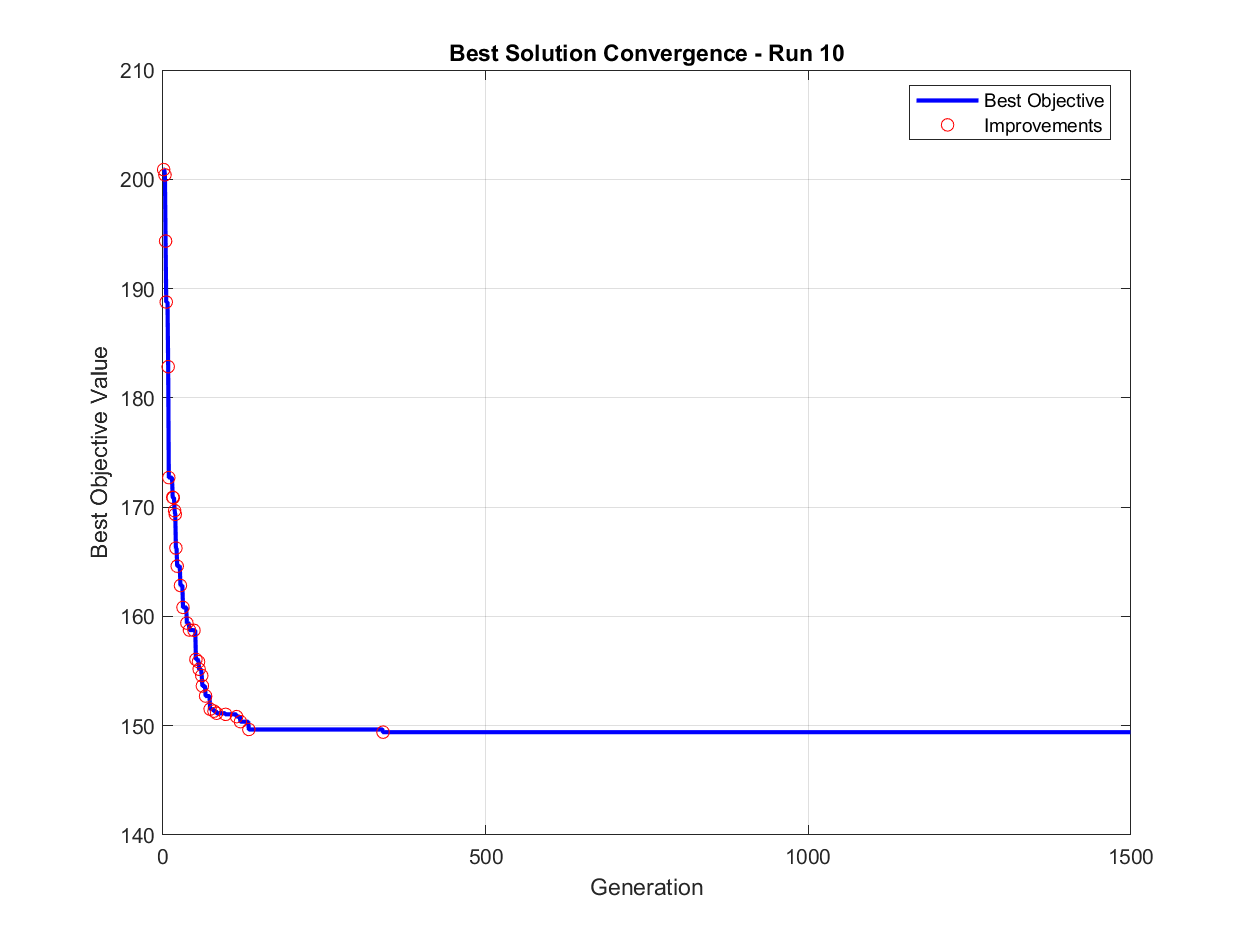 Best Solution Convergence - Run 10
Best Objective
Improvements
210
200
190
180
170
160
150
140
Best Objective Value
0 500 1000 1500
Generation